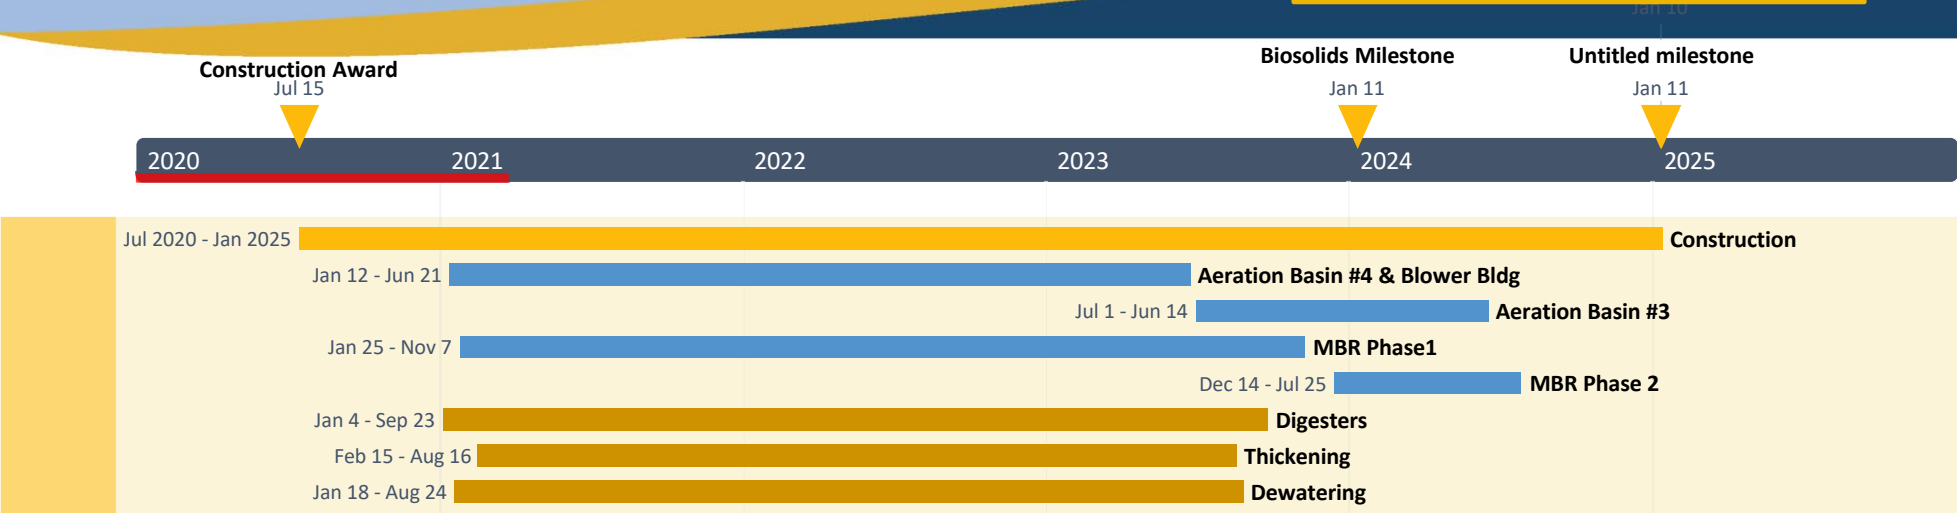 Jan 10
Construction Award
Jul 15
Biosolids Milestone
Jan 11
Untitled milestone
Jan 11
2020 2021 2022 2023 2024 2025
Jul 2020 - Jan 2025 Construction
Jan 12 - Jun 21 Aeration Basin #4 & Blower Bldg
Jul 1 - Jun 14 Aeration Basin #3
Jan 25 - Nov 7 MBR Phase1
Dec 14 - Jul 25 MBR Phase 2
Jan 4 - Sep 23 Digesters
Feb 15 - Aug 16 Thickening
Jan 18 - Aug 24 Dewatering